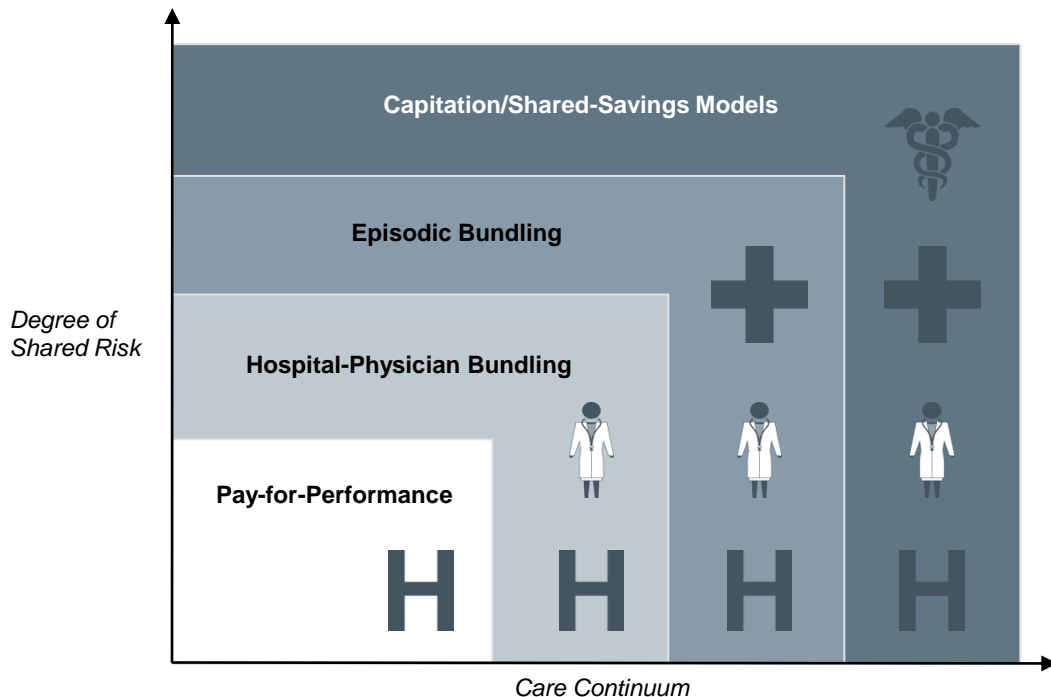 Capitation/Shared-Savings Models
Episodic Bundling
Degree of
Shared Risk
Hospital-Physician Bundling
Pay-for-Performance
H H H H
Care Continuum